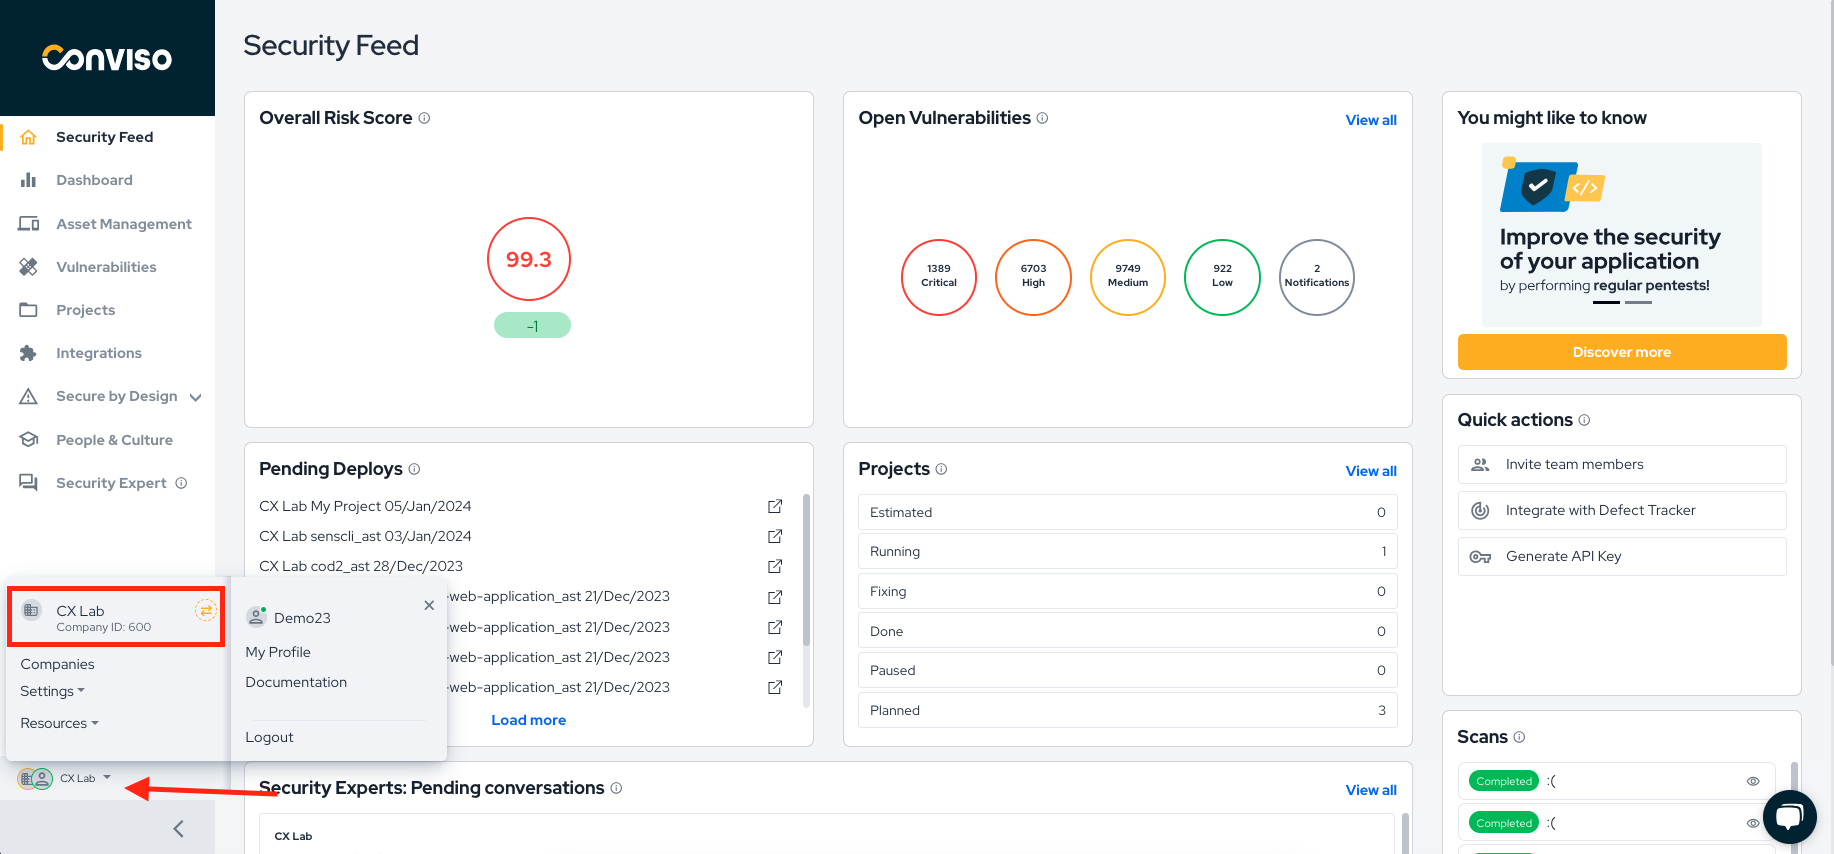 Conviso
Security Feed
Dashboard
Asset Management
Vulnerabilities
Projects
Integrations
Secure by Design
People & Culture
Security Expert
CX Lab
Company ID: 600
Companies
Settings
Resources
Demo23
My Profile
Documentation
Logout
CX Lab
Security Feed
Overall Risk Score
99.3
-1
Open Vulnerabilities
View all
1389
Critical
6703
High
9749
Medium
922
Low
2
Notifications
You might like to know
</>
Improve the security
of your application
by performing regular pentests!
Discover more
Pending Deploys
CX Lab My Project 05/Jan/2024
CX Lab senscli_ast 03/Jan/2024
CX Lab cod2_ast 28/Dec/2023
-web-application_ast 21/Dec/2023
-web-application_ast 21/Dec/2023
-web-application_ast 21/Dec/2023
-web-application_ast 21/Dec/2023
Load more
Projects
View all
Estimated 0
Running 1
Fixing 0
Done 0
Paused 0
Planned 3
Quick actions
Invite team members
Integrate with Defect Tracker
Generate API Key
Scans
Completed :(
Completed :(
Security Experts: Pending conversations
View all
CX Lab